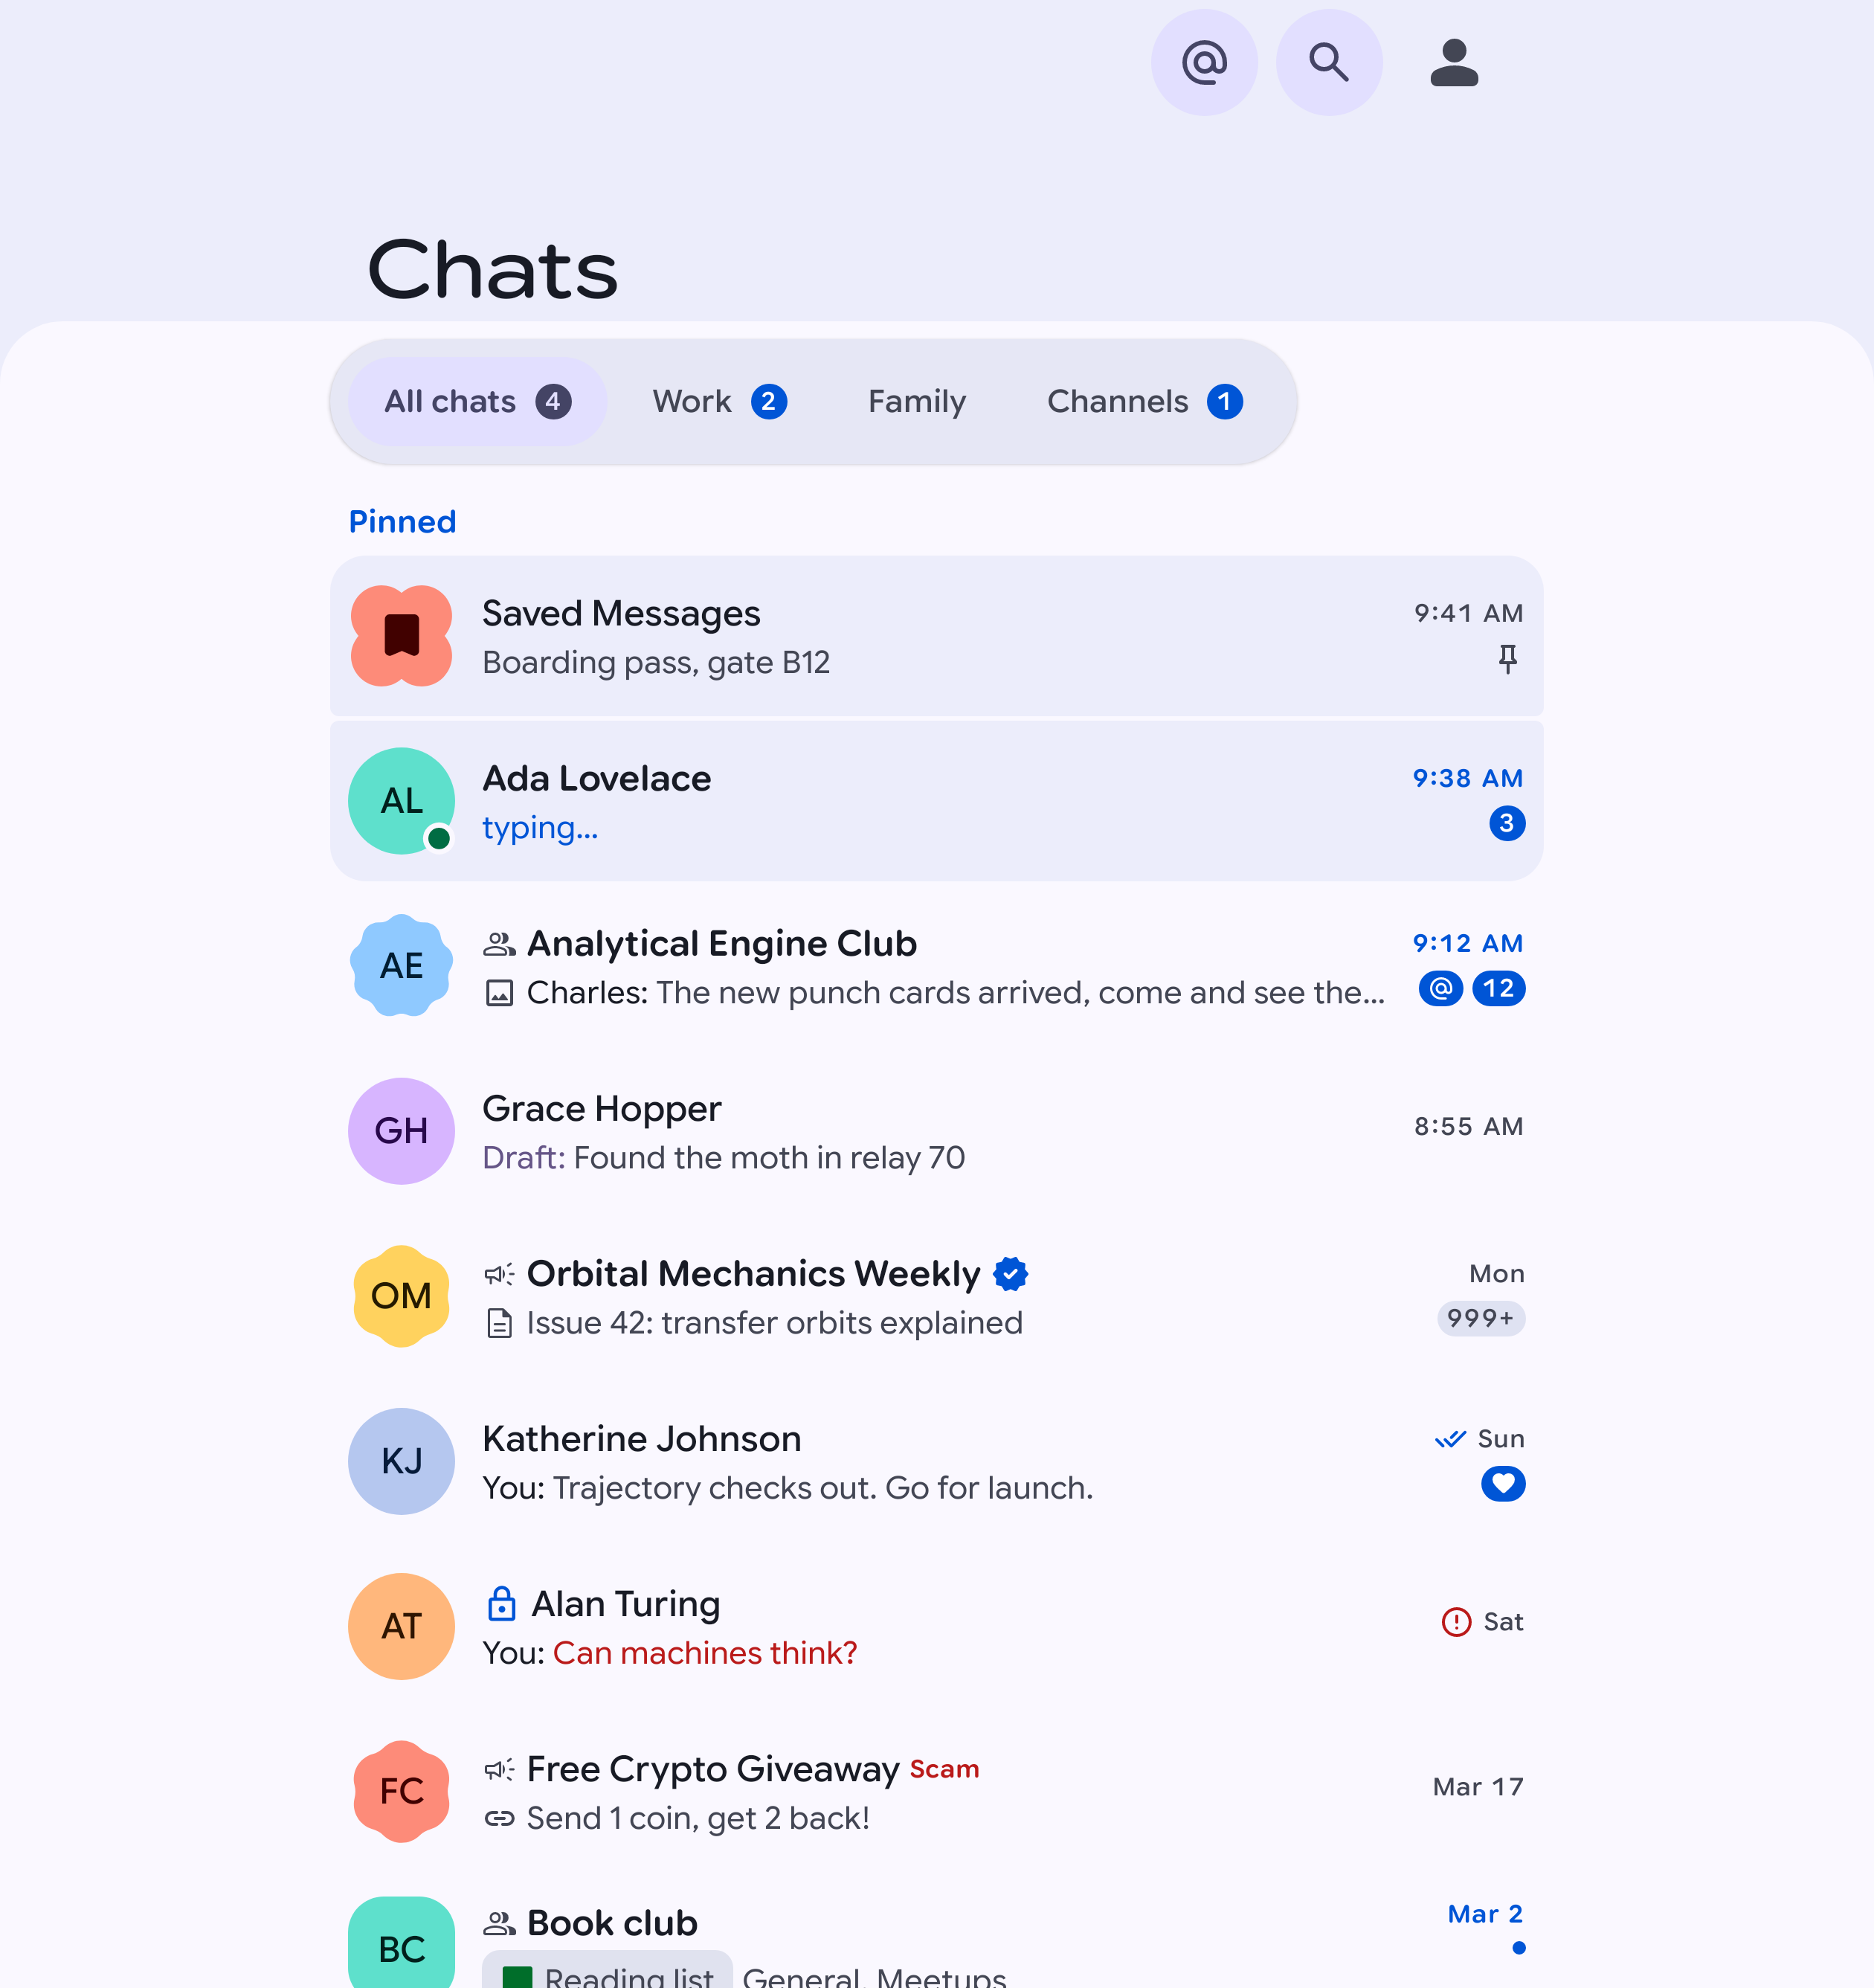 Chats
All chats 4 Work 2 Family Channels 1
Pinned
Saved Messages 9:41 AM
Boarding pass, gate B12
AL Ada Lovelace 9:38 AM
typing... 3
AE Analytical Engine Club 9:12 AM
Charles: The new punch cards arrived, come and see the... @ 12
GH Grace Hopper 8:55 AM
Draft: Found the moth in relay 70
OM Orbital Mechanics Weekly Mon
Issue 42: transfer orbits explained 999+
KJ Katherine Johnson Sun
You: Trajectory checks out. Go for launch.
AT Alan Turing Sat
You: Can machines think?
FC Free Crypto Giveaway Scam Mar 17
Send 1 coin, get 2 back!
BC Book club Mar 2
Reading list General, Meetups